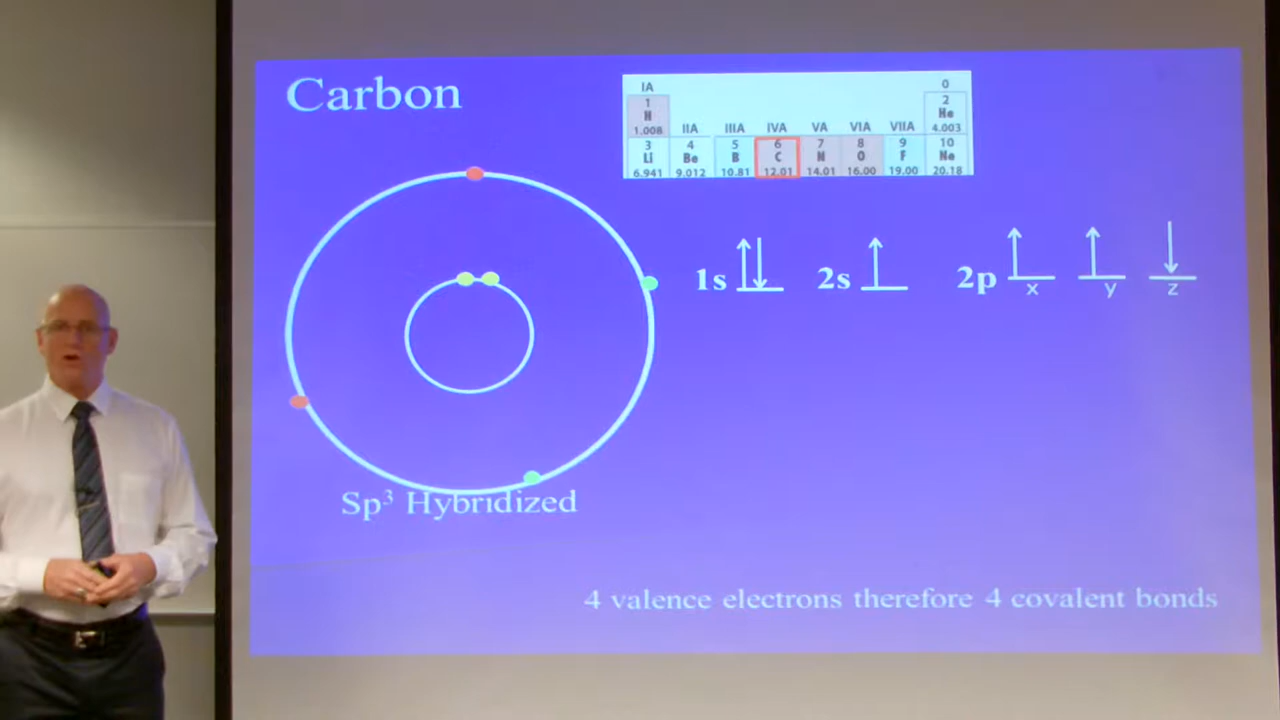 Carbon
IA 0
1 2
H He
1.008 IIA IIIA IVA VA VIA VIIA 4.003
3 4 5 6 7 8 9 10
Li Be B C N O F Ne
6.941 9.012 10.81 12.01 14.01 16.00 19.00 20.18
1s 2s 2p
x y z
Sp³ Hybridized
4 valence electrons therefore 4 covalent bonds